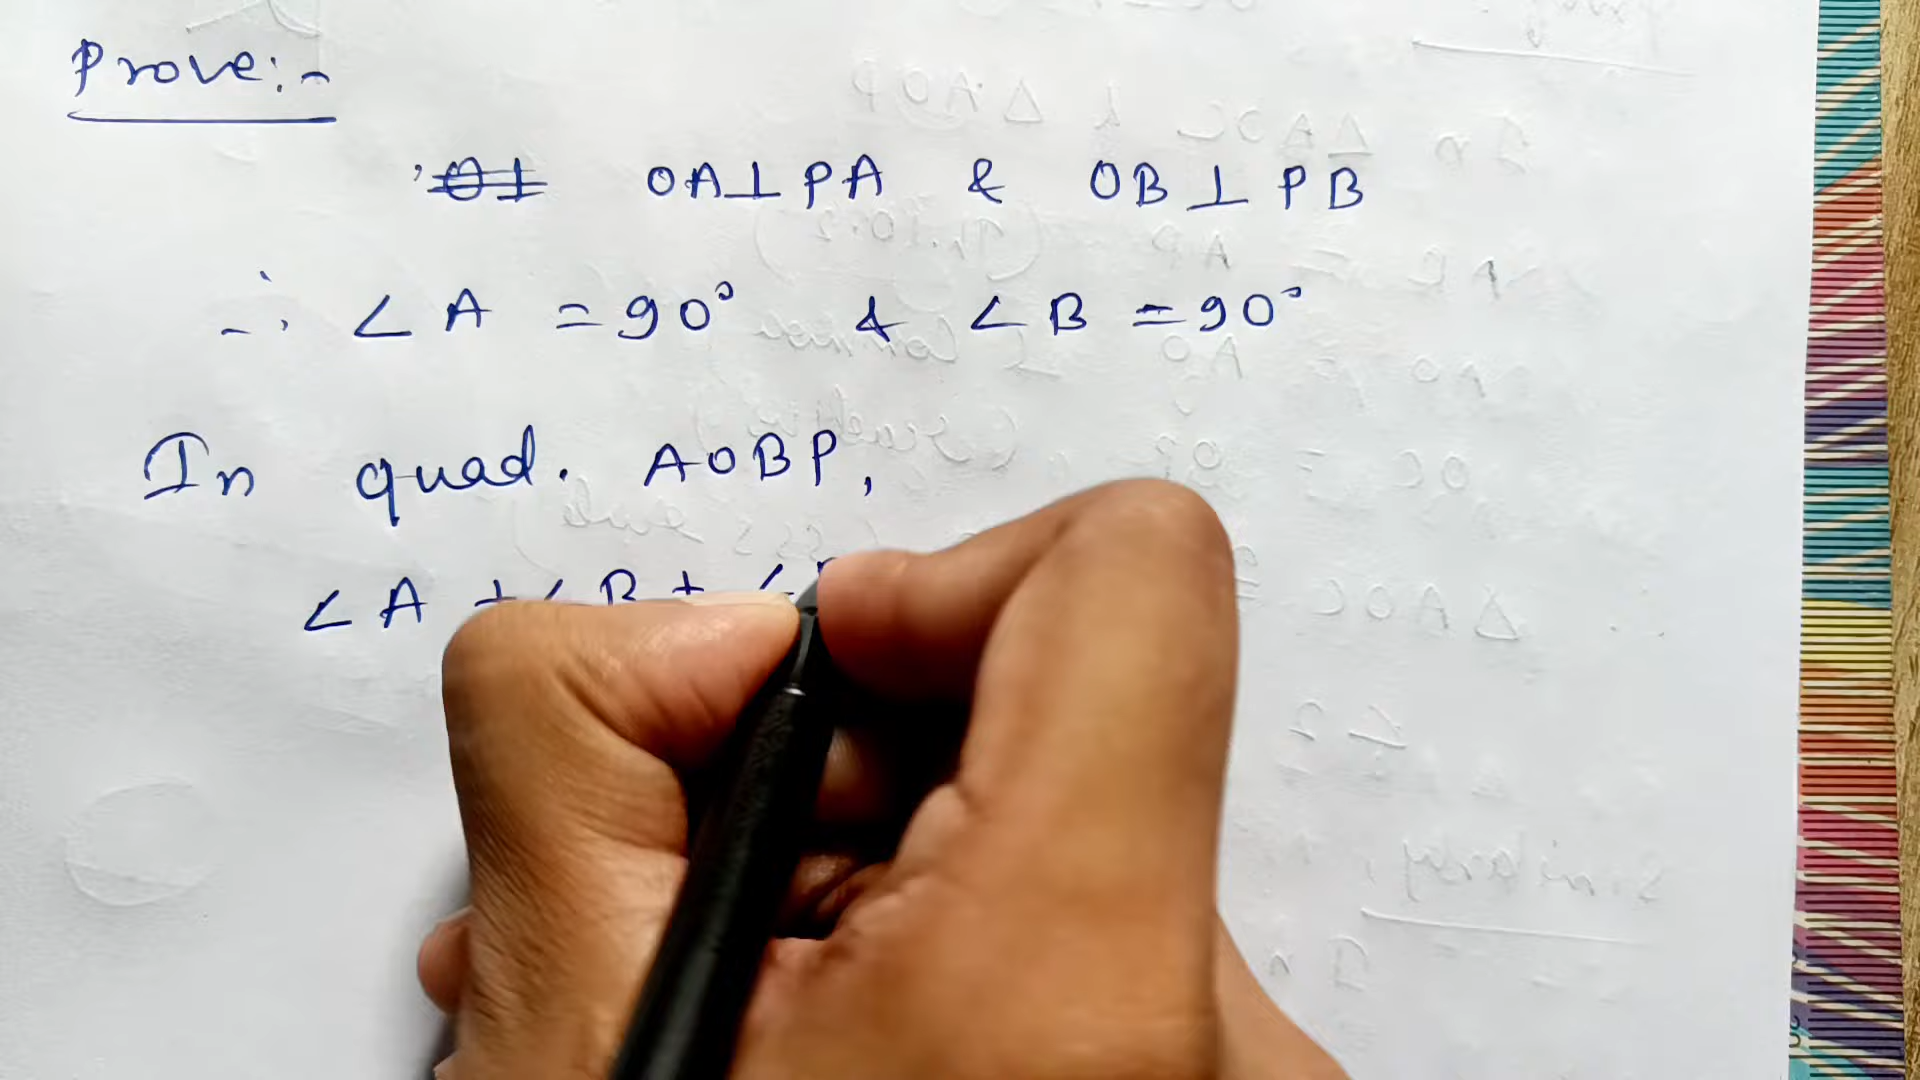 Prove:-
OA⊥PA & OB⊥PB
∴ ∠A = 90° & ∠B = 90°
In quad. AOBP,
∠A + ∠B + ∠